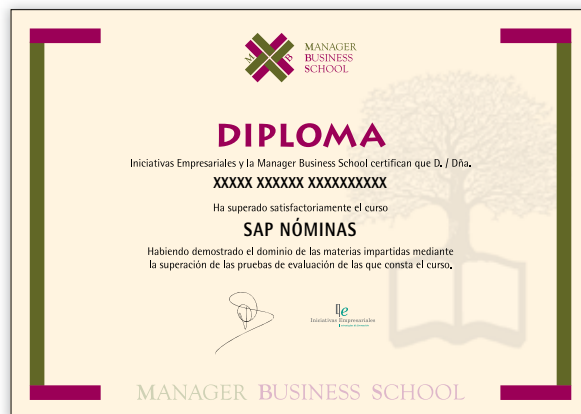 M B
MANAGER
BUSINESS
SCHOOL
DIPLOMA
Iniciativas Empresariales y la Manager Business School certifican que D. / Dña.
XXXXX XXXXXX XXXXXXXXXX
Ha superado satisfactoriamente el curso
SAP NÓMINAS
Habiendo demostrado el dominio de las materias impartidas mediante
la superación de las pruebas de evaluación de las que consta el curso.
Iniciativas Empresariales
MANAGER BUSINESS SCHOOL